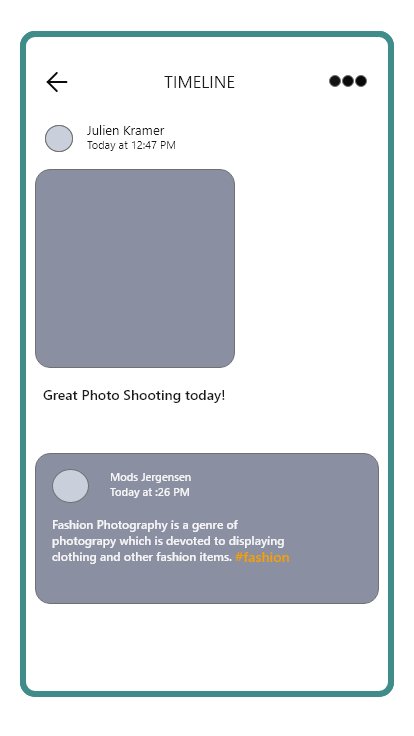 TIMELINE
Julien Kramer
Today at 12:47 PM
Great Photo Shooting today!
Mods Jergensen
Today at :26 PM
Fashion Photography is a genre of
photograpy which is devoted to displaying
clothing and other fashion items. #fashion